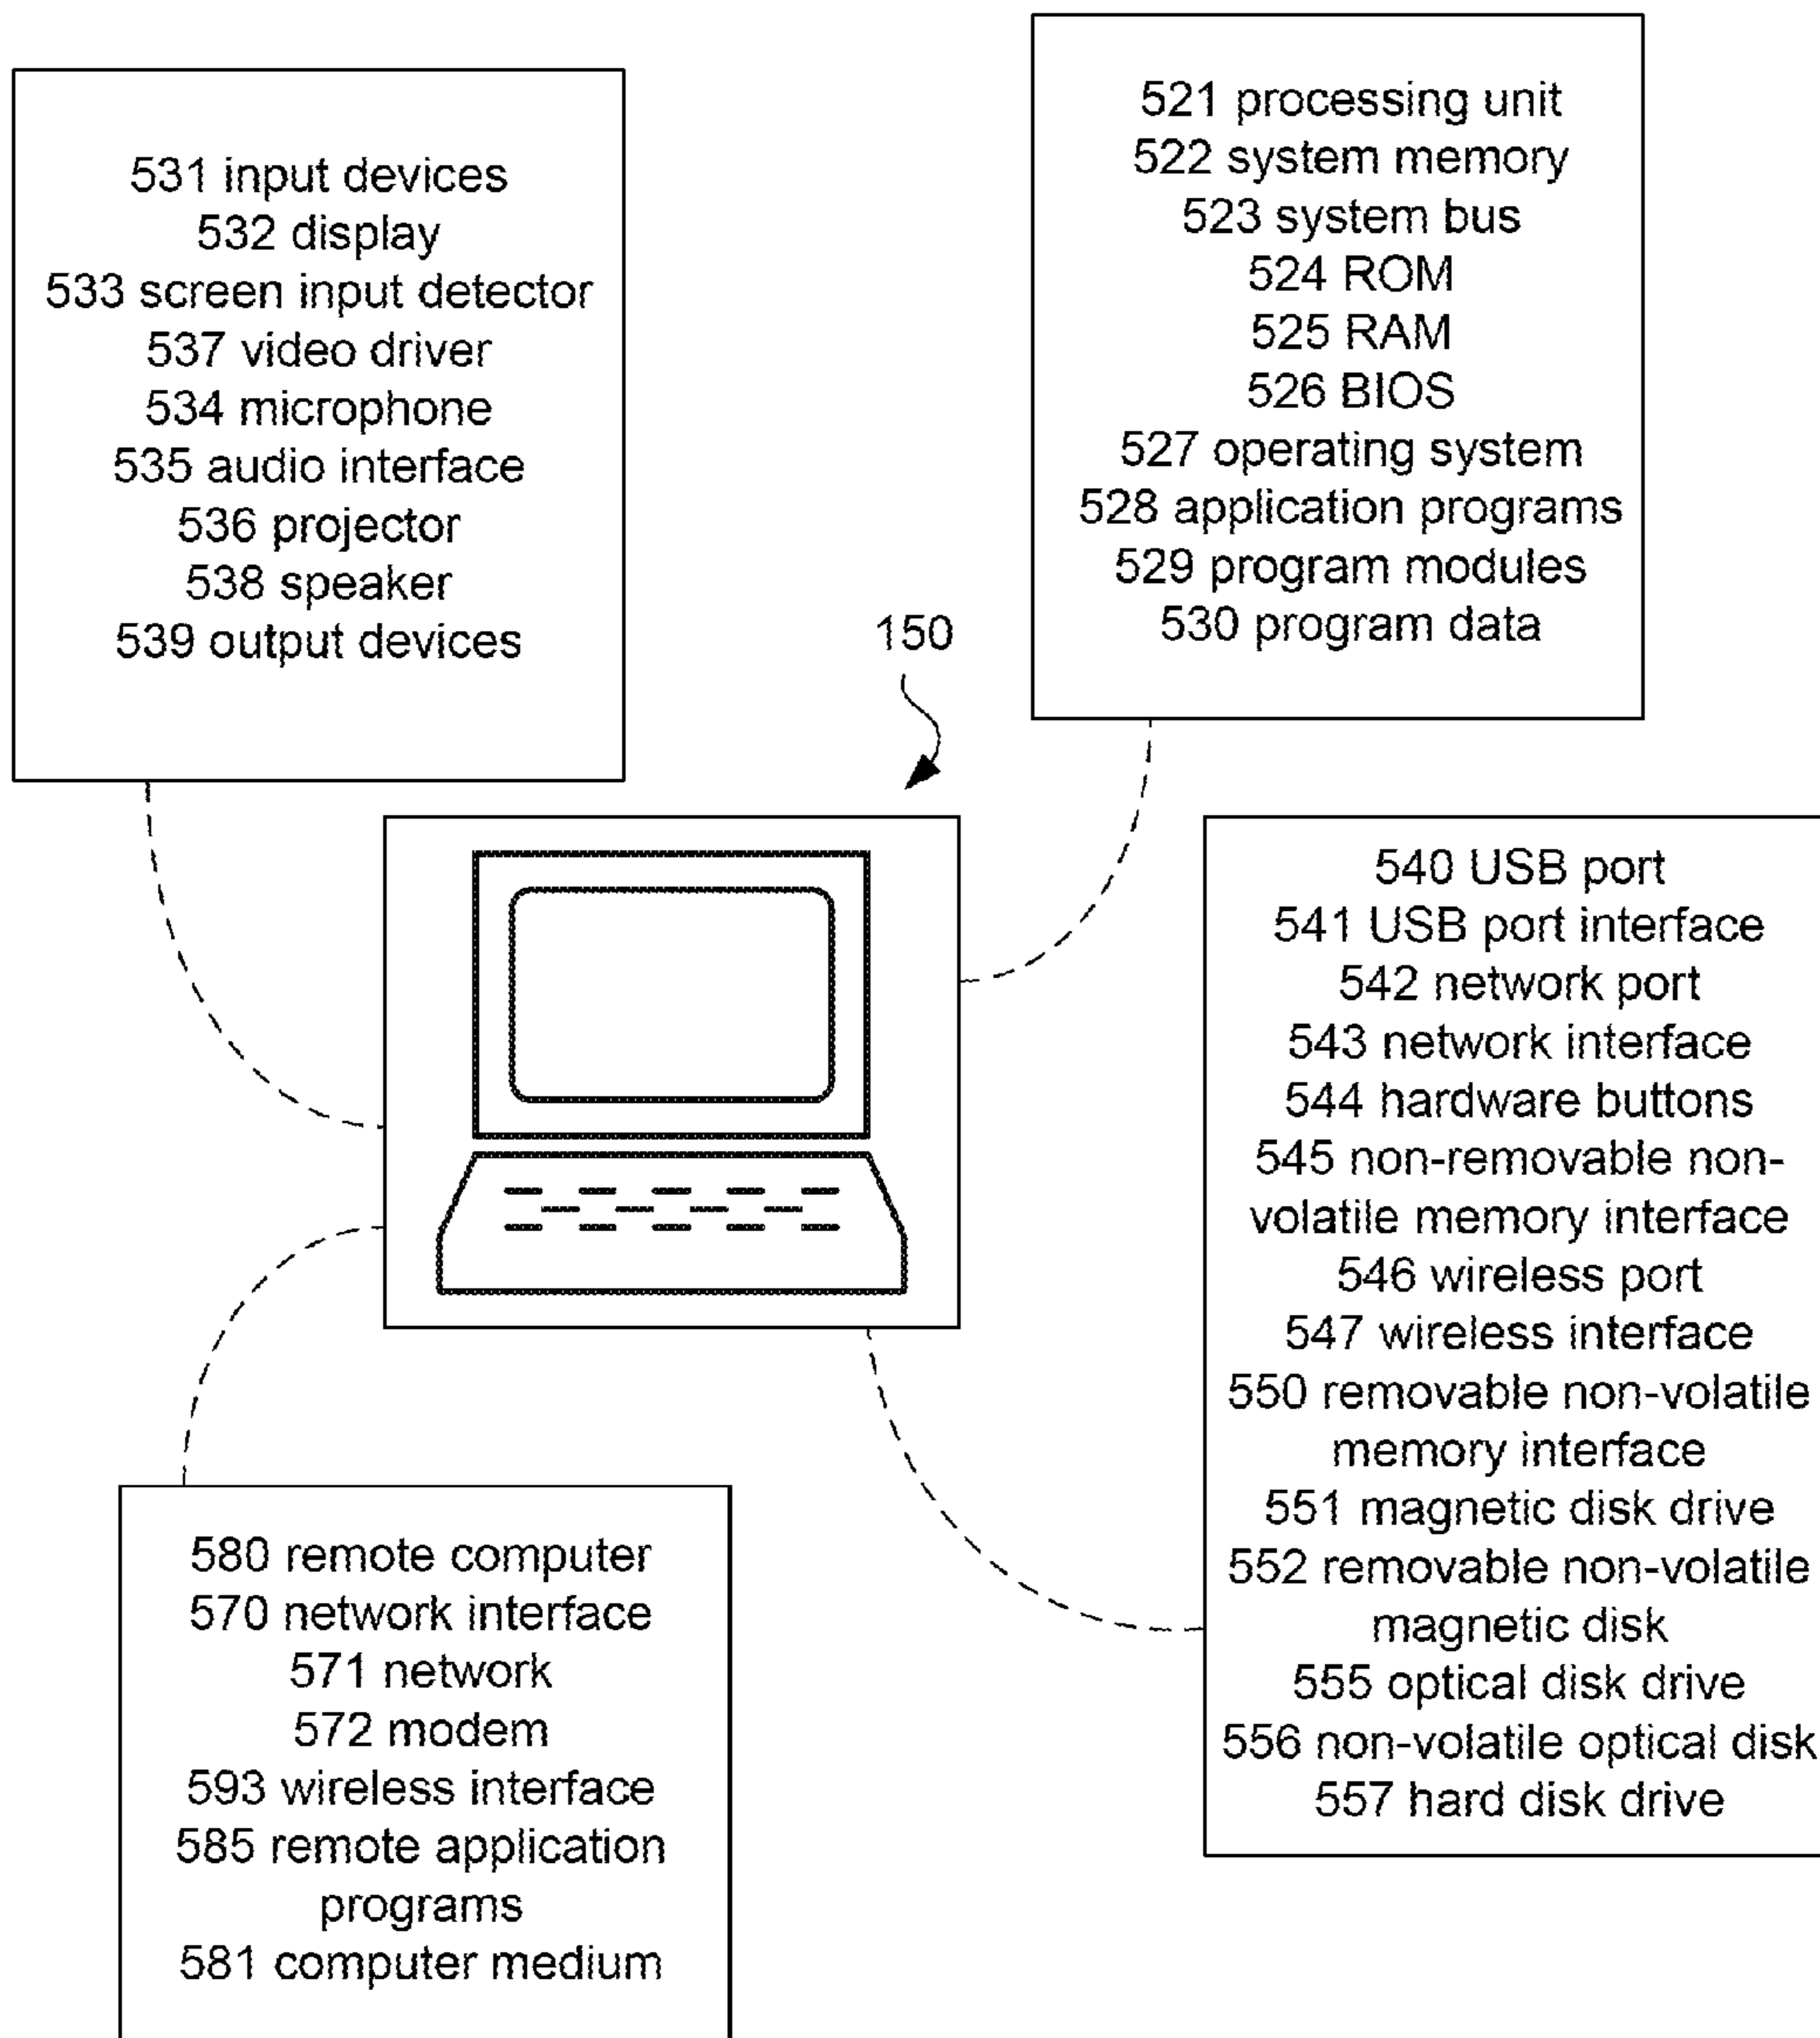 531 input devices
532 display
533 screen input detector
537 video driver
534 microphone
535 audio interface
536 projector
538 speaker
539 output devices
521 processing unit
522 system memory
523 system bus
524 ROM
525 RAM
526 BIOS
527 operating system
528 application programs
529 program modules
530 program data
150
540 USB port
541 USB port interface
542 network port
543 network interface
544 hardware buttons
545 non-removable non-
volatile memory interface
546 wireless port
547 wireless interface
550 removable non-volatile
memory interface
551 magnetic disk drive
552 removable non-volatile
magnetic disk
555 optical disk drive
556 non-volatile optical disk
557 hard disk drive
580 remote computer
570 network interface
571 network
572 modem
593 wireless interface
585 remote application
programs
581 computer medium